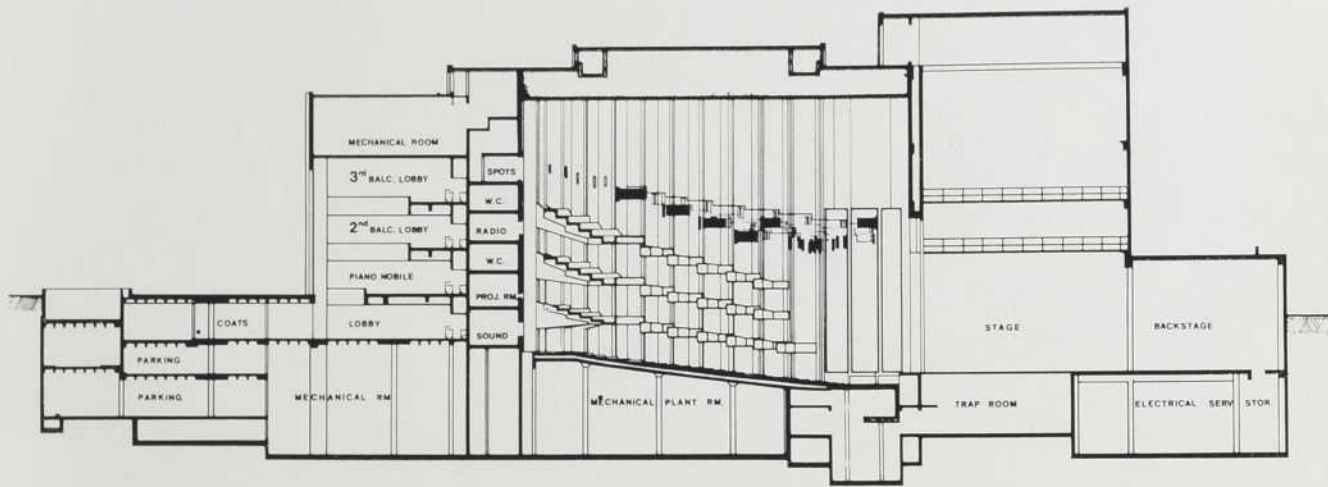 MECHANICAL ROOM
3rd BALC. LOBBY
SPOTS
W.C.
2nd BALC. LOBBY
RADIO
W.C.
PIANO NOBILE
PROJ. RM.
COATS
LOBBY
SOUND
STAGE
BACKSTAGE
PARKING
PARKING
MECHANICAL RM.
MECHANICAL PLANT RM.
TRAP ROOM
ELECTRICAL SERV.
STOR.